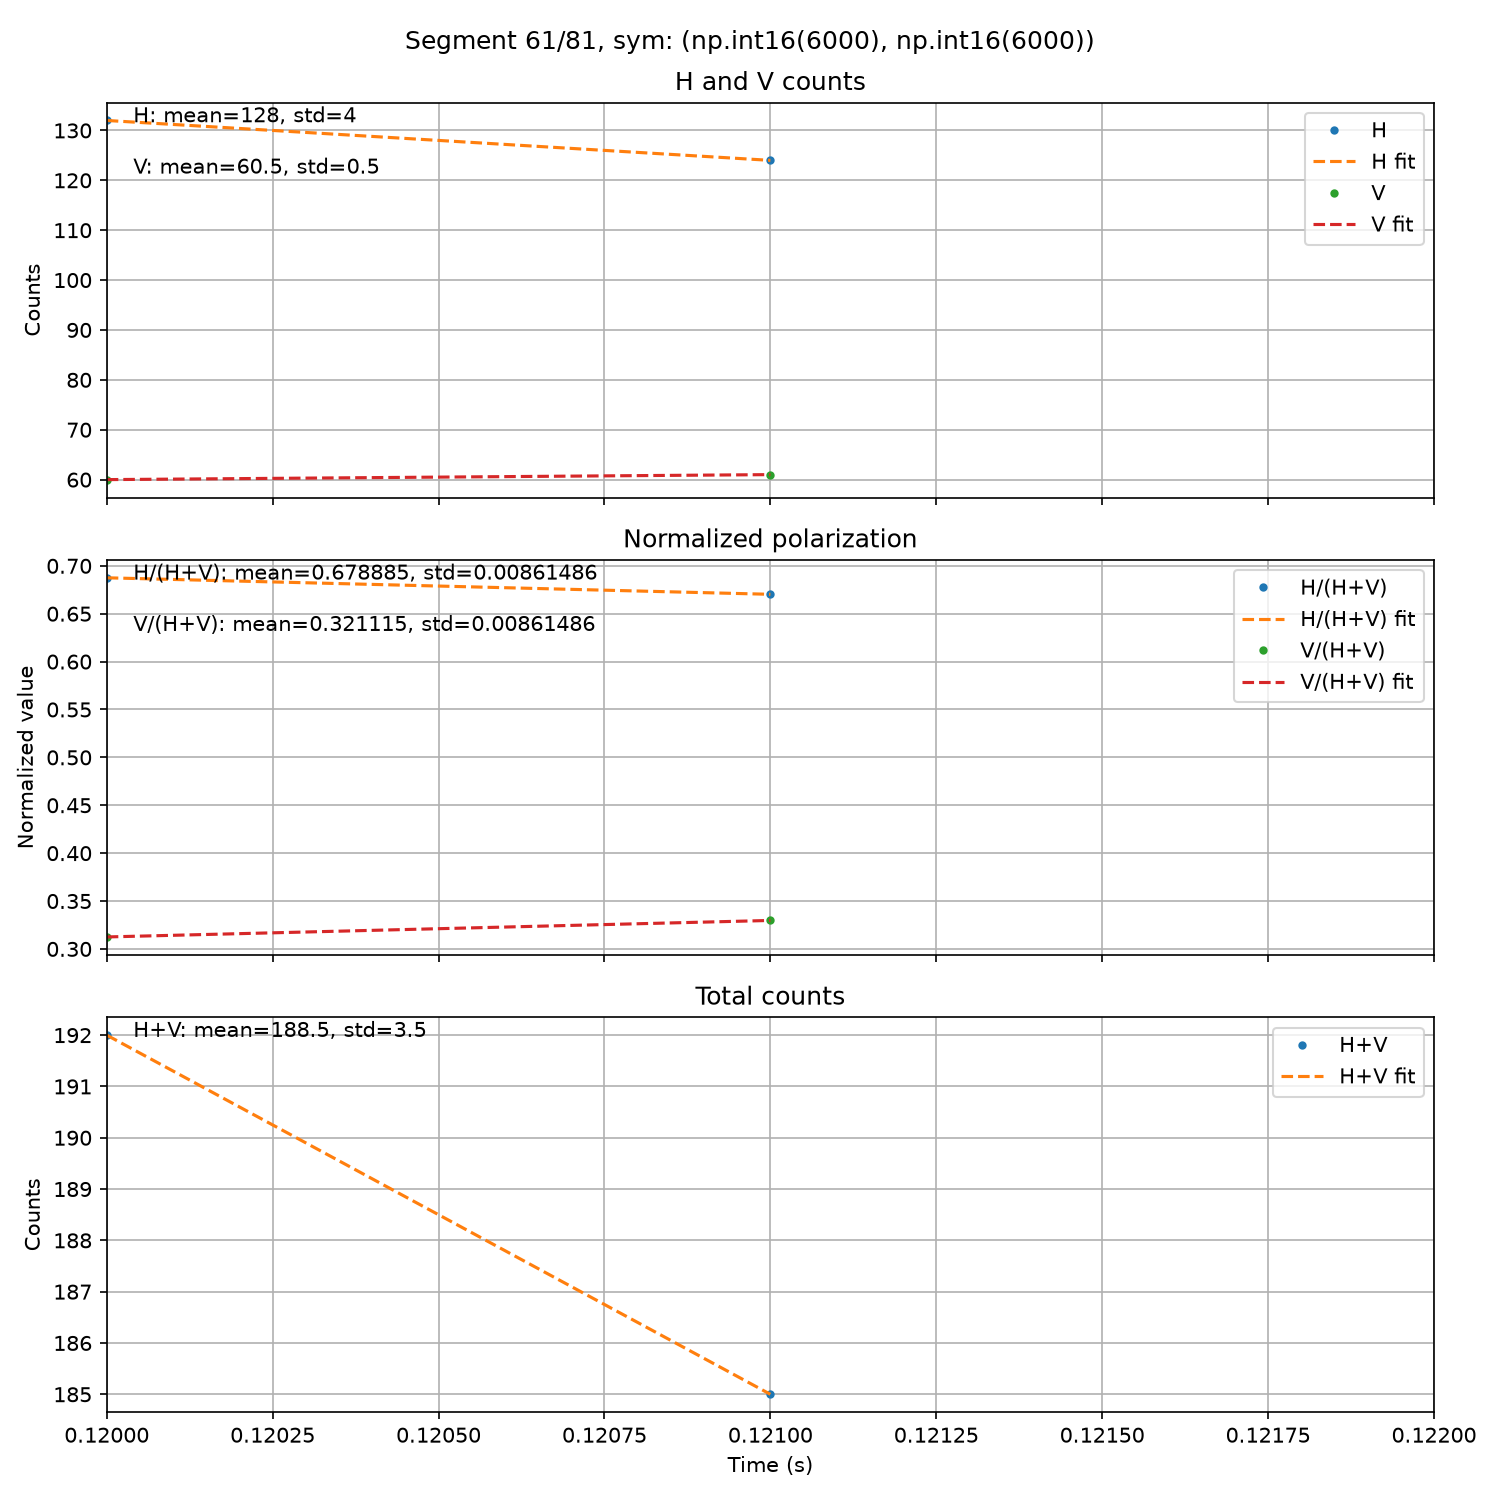 Segment 61/81, sym: (np.int16(6000), np.int16(6000))
H and V counts
H: mean=128, std=4
V: mean=60.5, std=0.5
H
H fit
V
V fit
130
120
110
100
90
80
70
60
Counts
Normalized polarization
H/(H+V): mean=0.678885, std=0.00861486
V/(H+V): mean=0.321115, std=0.00861486
H/(H+V)
H/(H+V) fit
V/(H+V)
V/(H+V) fit
0.70
0.65
0.60
0.55
0.50
0.45
0.40
0.35
0.30
Normalized value
Total counts
H+V: mean=188.5, std=3.5
H+V
H+V fit
192
191
190
189
188
187
186
185
Counts
0.12000 0.12025 0.12050 0.12075 0.12100 0.12125 0.12150 0.12175 0.12200
Time (s)